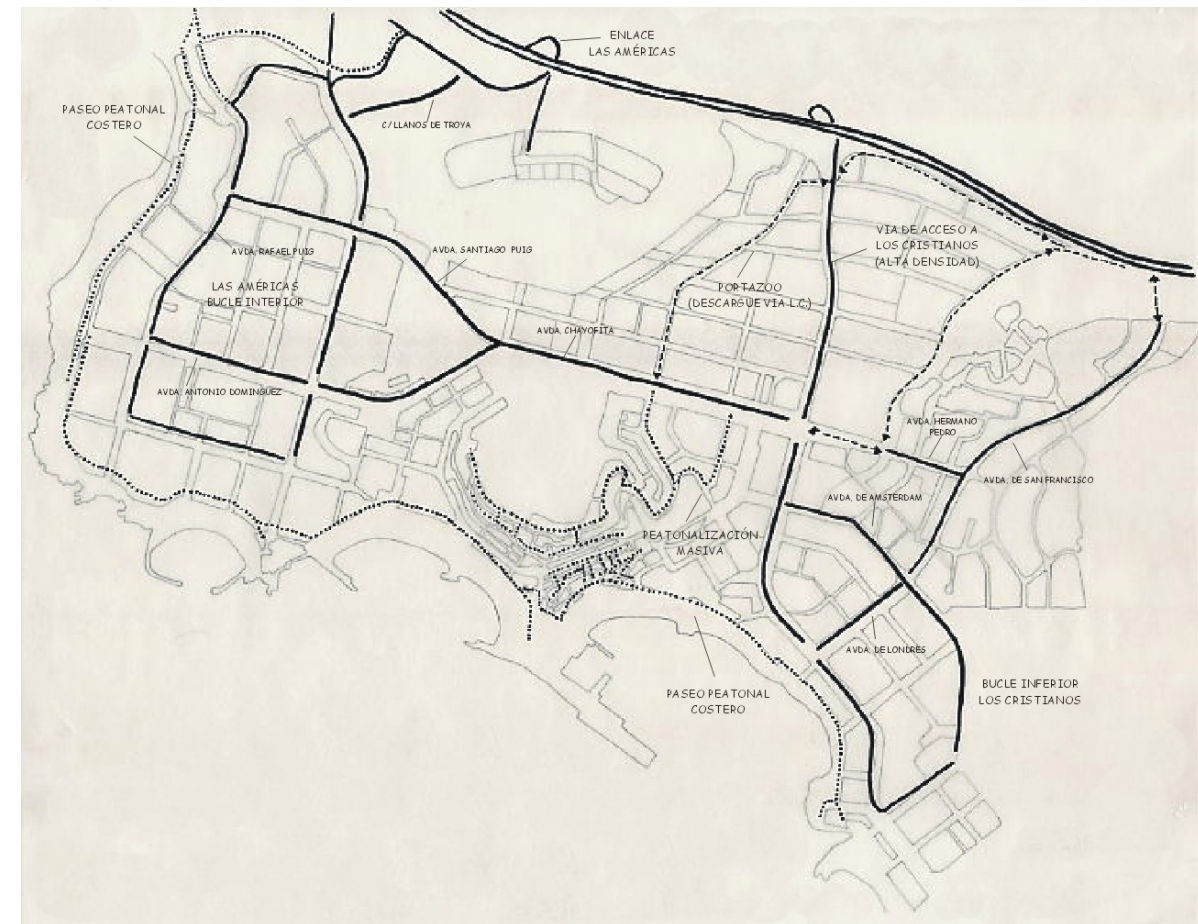 ENLACE
LAS AMÉRICAS
PASEO PEATONAL
COSTERO
C/ LLANOS DE TROYA
AVDA. RAFAEL PUIG
AVDA. SANTIAGO PUIG
VIA DE ACCESO A
LOS CRISTIANOS
(ALTA DENSIDAD)
LAS AMÉRICAS
BUCLE INTERIOR
PORTAZOO
(DESCARGUE VIA L.C.)
AVDA. CHAYOFITA
AVDA. ANTONIO DOMINGUEZ
AVDA. HERMANO
PEDRO
AVDA. DE SAN FRANCISCO
AVDA. DE AMSTERDAM
PEATONALIZACIÓN
MASIVA
AVDA. DE LONDRES
PASEO PEATONAL
COSTERO
BUCLE INFERIOR
LOS CRISTIANOS